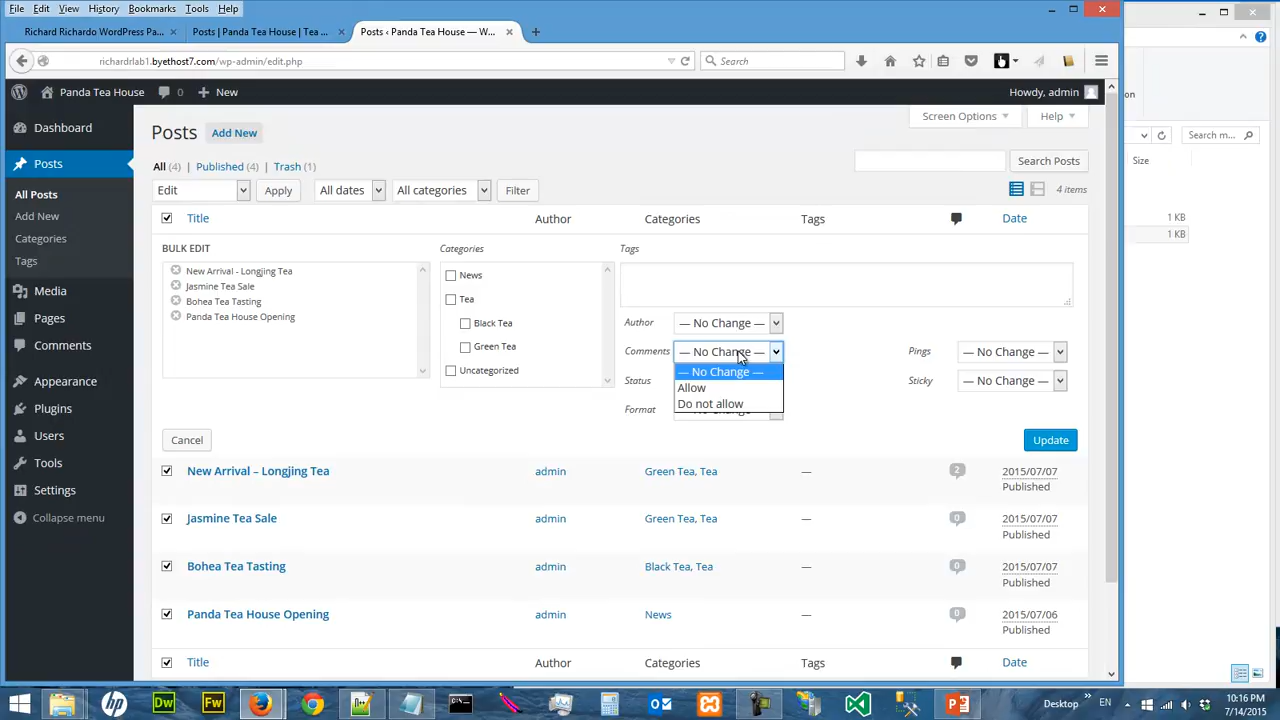 File Edit View History Bookmarks Tools Help
Richard Richardo WordPress Pa... × Posts | Panda Tea House | Tea ... × Posts ‹ Panda Tea House — W... × +
richardrlab1.byethost7.com/wp-admin/edit.php
Search
Panda Tea House 0 + New Howdy, admin
on
Search m...
Size
1 KB
1 KB
Dashboard
Posts
All Posts
Add New
Categories
Tags
Media
Pages
Comments
Appearance
Plugins
Users
Tools
Settings
Collapse menu
Screen Options Help
Posts Add New
All (4) | Published (4) | Trash (1)
Search Posts
Edit Apply All dates All categories Filter 4 items
Title Author Categories Tags Date
BULK EDIT
New Arrival - Longjing Tea
Jasmine Tea Sale
Bohea Tea Tasting
Panda Tea House Opening
Categories
News
Tea
Black Tea
Green Tea
Uncategorized
Tags
Author — No Change —
Comments — No Change — Pings — No Change —
— No Change —
Allow
Do not allow
Status Sticky — No Change —
Format
Cancel Update
New Arrival – Longjing Tea admin Green Tea, Tea — 2 2015/07/07
Published
Jasmine Tea Sale admin Green Tea, Tea — 0 2015/07/07
Published
Bohea Tea Tasting admin Black Tea, Tea — 0 2015/07/07
Published
Panda Tea House Opening admin News — 0 2015/07/06
Published
Title Author Categories Tags Date
hp Dw Fw Desktop EN 10:16 PM
7/14/2015